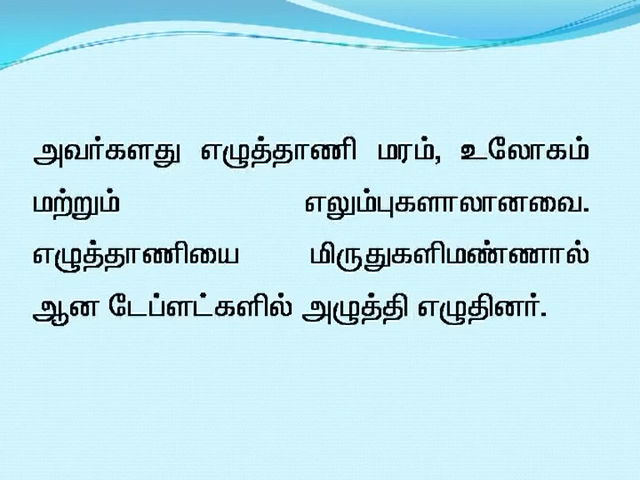 அவர்களது எழுத்தாணி மரம், உலோகம்
மற்றும் எலும்புகளாலானவை.
எழுத்தாணியை மிருதுகளிமண்ணால்
ஆன டேப்ளட்களில் அழுத்தி எழுதினர்.